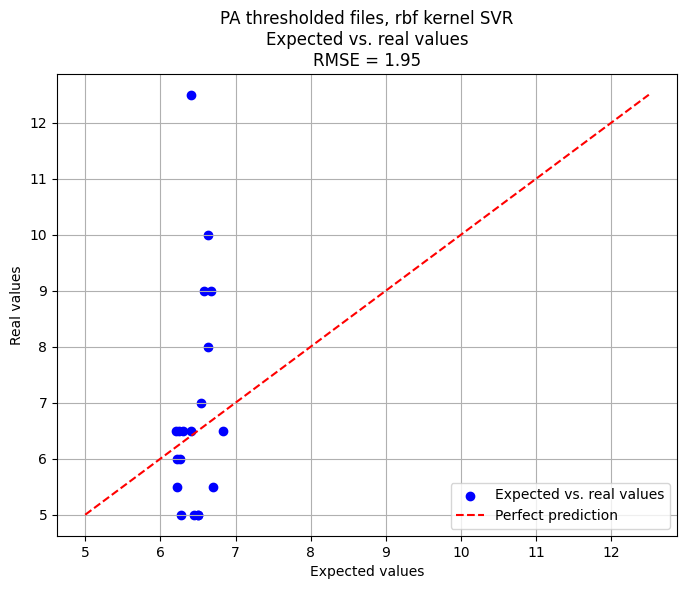 PA thresholded files, rbf kernel SVR
Expected vs. real values
RMSE = 1.95
Real values
12
11
10
9
8
7
6
5
5 6 7 8 9 10 11 12
Expected values
Expected vs. real values
Perfect prediction